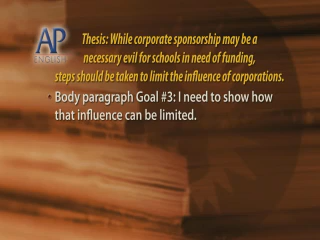 AP
ENGLISH
Thesis: While corporate sponsorship may be a
necessary evil for schools in need of funding,
steps should be taken to limit the influence of corporations.
· Body paragraph Goal #3: I need to show how
that influence can be limited.